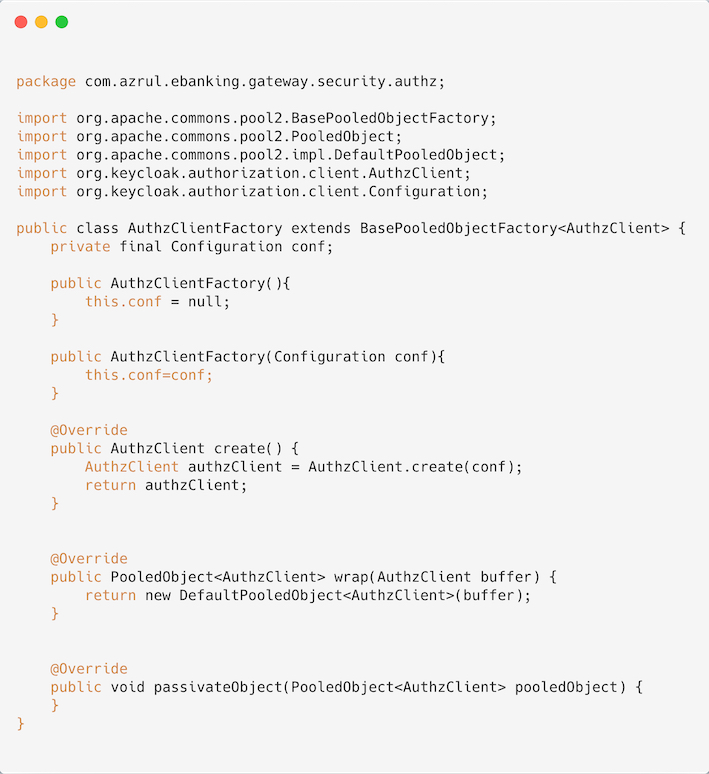 package com.azrul.ebanking.gateway.security.authz;

import org.apache.commons.pool2.BasePooledObjectFactory;
import org.apache.commons.pool2.PooledObject;
import org.apache.commons.pool2.impl.DefaultPooledObject;
import org.keycloak.authorization.client.AuthzClient;
import org.keycloak.authorization.client.Configuration;

public class AuthzClientFactory extends BasePooledObjectFactory<AuthzClient> {
    private final Configuration conf;

    public AuthzClientFactory(){
        this.conf = null;
    }

    public AuthzClientFactory(Configuration conf){
        this.conf=conf;
    }

    @Override
    public AuthzClient create() {
        AuthzClient authzClient = AuthzClient.create(conf);
        return authzClient;
    }


    @Override
    public PooledObject<AuthzClient> wrap(AuthzClient buffer) {
        return new DefaultPooledObject<AuthzClient>(buffer);
    }


    @Override
    public void passivateObject(PooledObject<AuthzClient> pooledObject) {
    }
}